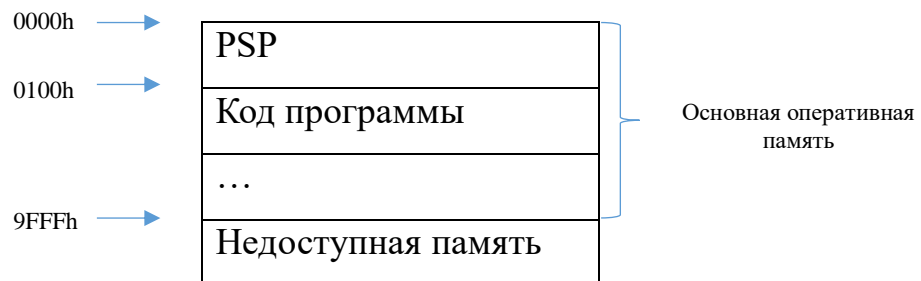 0000h
PSP
0100h
Код программы
Основная оперативная
память
…
9FFFh
Недоступная память